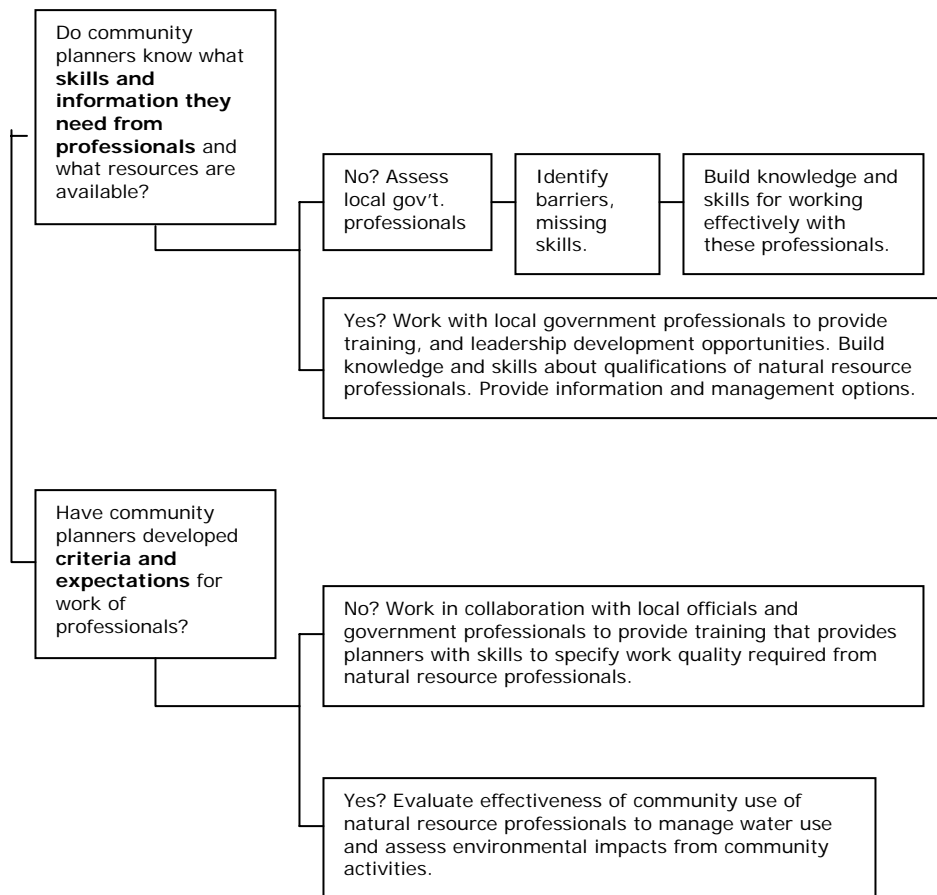 Do community
planners know what
skills and
information they
need from
professionals and
what resources are
available?
No? Assess
local gov't.
professionals
Identify
barriers,
missing
skills.
Build knowledge and
skills for working
effectively with
these professionals.
Yes? Work with local government professionals to provide
training, and leadership development opportunities. Build
knowledge and skills about qualifications of natural resource
professionals. Provide information and management options.
Have community
planners developed
criteria and
expectations for
work of
professionals?
No? Work in collaboration with local officials and
government professionals to provide training that provides
planners with skills to specify work quality required from
natural resource professionals.
Yes? Evaluate effectiveness of community use of
natural resource professionals to manage water use
and assess environmental impacts from community
activities.